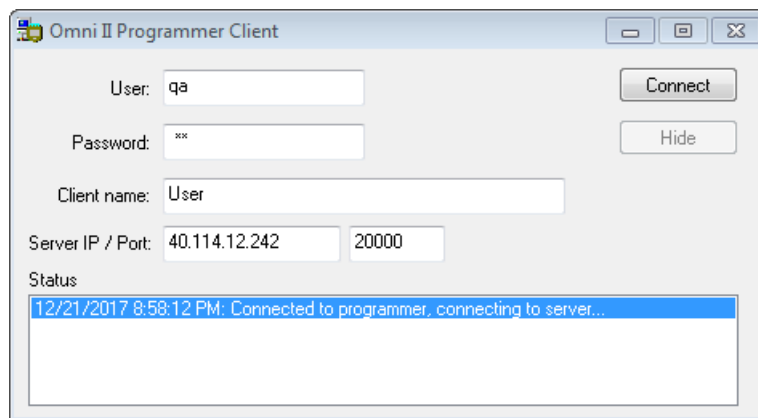 Omni II Programmer Client
User: qa
Connect
Password: **
Hide
Client name: User
Server IP / Port: 40.114.12.242 20000
Status
12/21/2017 8:58:12 PM: Connected to programmer, connecting to server...